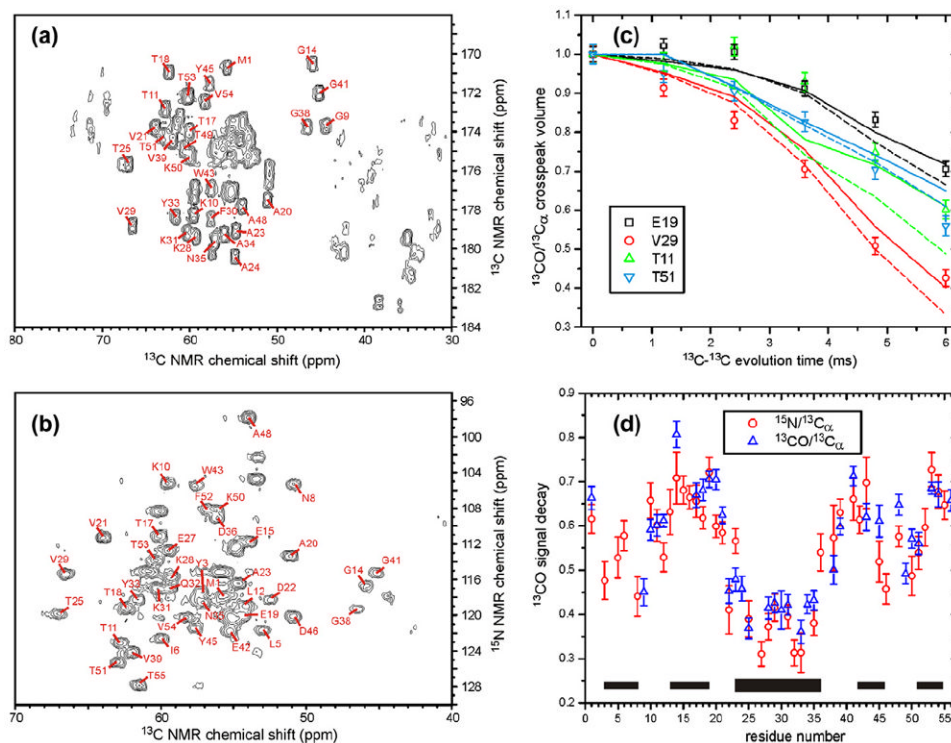 (a)
T18
Y45
M1
G14
T53
V54
G41
T11
G38
G9
V21
T17
T51
T49
V39
K50
T25
W43
Y33
K10
F30
A48
A20
V29
K31
K28
A23
A34
N35
A24
170
172
174
176
178
180
182
184
13C NMR chemical shift (ppm)
80 70 60 50 40 30
13C NMR chemical shift (ppm)
(b)
A48
K10
W43
N8
F52
K50
V21
T17
E27
D36
E15
T53
Y3
A20
V29
K28
A23
G41
Y33
Q32
M1
G14
D22
T25
T18
K31
L12
N35
E19
G38
V54
D46
T11
I6
Y45
E42
L5
T51
V39
T55
96
100
104
108
112
116
120
124
128
15N NMR chemical shift (ppm)
70 60 50 40
13C NMR chemical shift (ppm)
(c)
1.1
1.0
0.9
0.8
0.7
0.6
0.5
0.4
0.3
13CO/13Cα crosspeak volume
E19
V29
T11
T51
0 1 2 3 4 5 6
13C-13C evolution time (ms)
(d)
15N/13Cα
13CO/13Cα
0.9
0.8
0.7
0.6
0.5
0.4
0.3
0.2
13CO signal decay
0 5 10 15 20 25 30 35 40 45 50 55
residue number